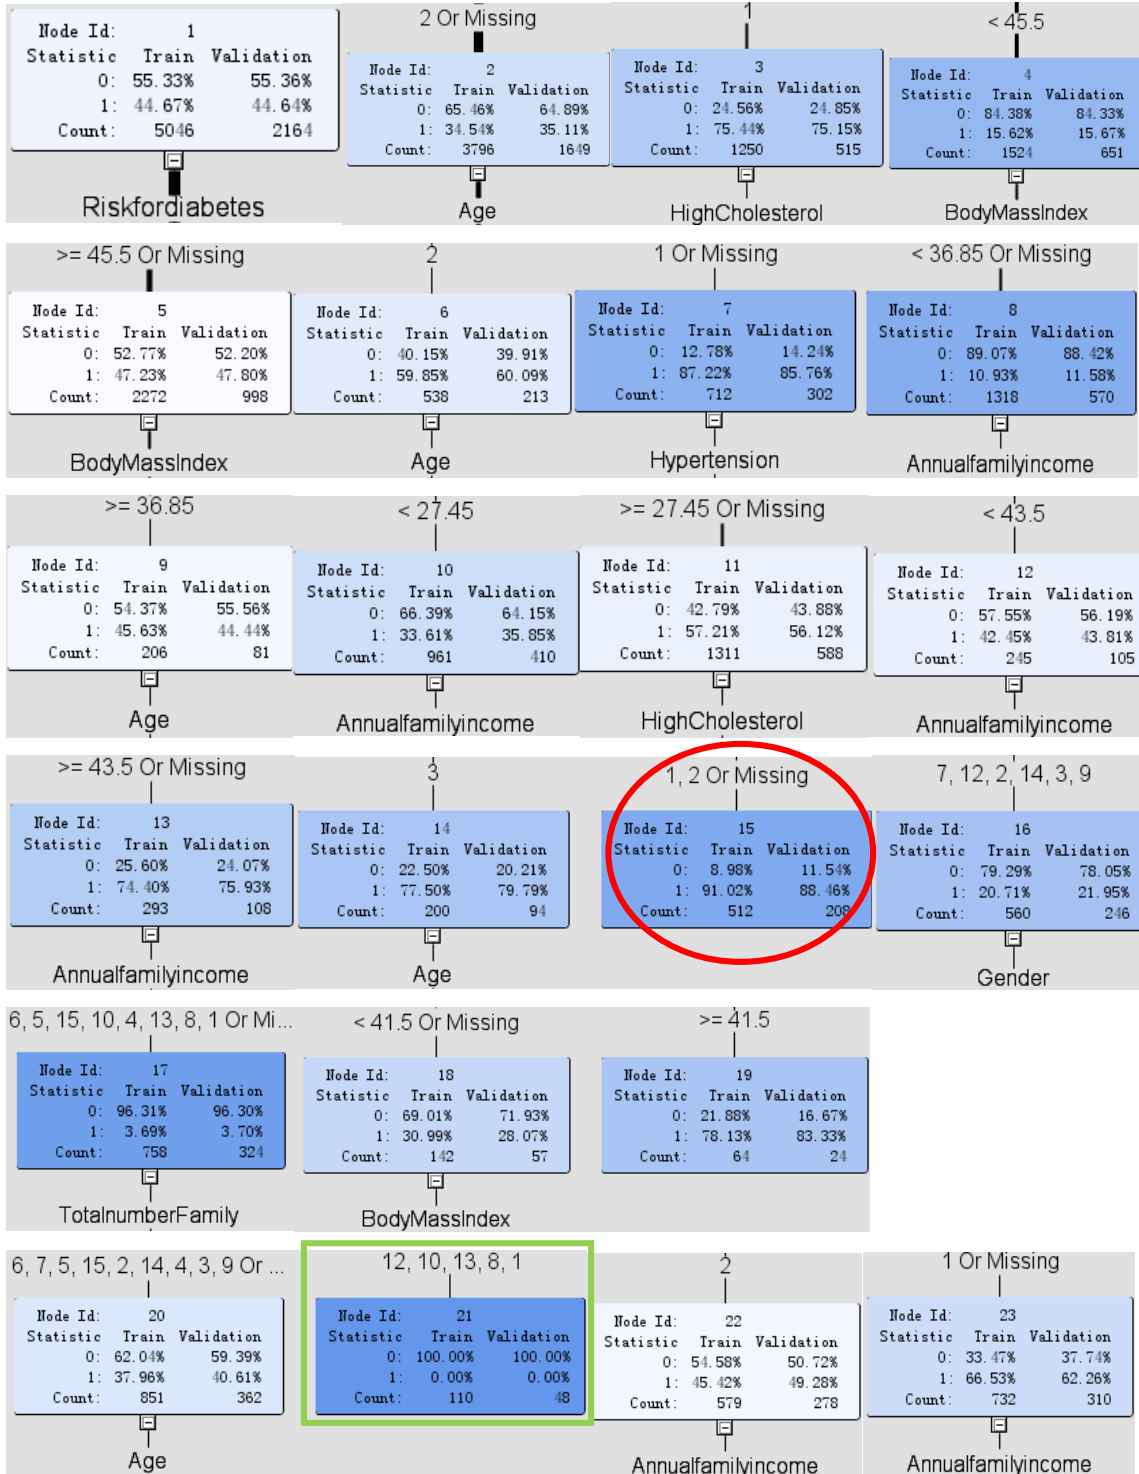 Node Id: 1
Statistic Train Validation
0: 55.33% 55.36%
1: 44.67% 44.64%
Count: 5046 2164
Riskfordiabetes
2 Or Missing
Node Id: 2
Statistic Train Validation
0: 65.46% 64.89%
1: 34.54% 35.11%
Count: 3796 1649
Age
1
Node Id: 3
Statistic Train Validation
0: 24.56% 24.85%
1: 75.44% 75.15%
Count: 1250 515
HighCholesterol
< 45.5
Node Id: 4
Statistic Train Validation
0: 84.38% 84.33%
1: 15.62% 15.67%
Count: 1524 651
BodyMassIndex
>= 45.5 Or Missing
Node Id: 5
Statistic Train Validation
0: 52.77% 52.20%
1: 47.23% 47.80%
Count: 2272 998
BodyMassIndex
2
Node Id: 6
Statistic Train Validation
0: 40.15% 39.91%
1: 59.85% 60.09%
Count: 538 213
Age
1 Or Missing
Node Id: 7
Statistic Train Validation
0: 12.78% 14.24%
1: 87.22% 85.76%
Count: 712 302
Hypertension
< 36.85 Or Missing
Node Id: 8
Statistic Train Validation
0: 89.07% 88.42%
1: 10.93% 11.58%
Count: 1318 570
Annualfamilyincome
>= 36.85
Node Id: 9
Statistic Train Validation
0: 54.37% 55.56%
1: 45.63% 44.44%
Count: 206 81
Age
< 27.45
Node Id: 10
Statistic Train Validation
0: 66.39% 64.15%
1: 33.61% 35.85%
Count: 961 410
Annualfamilyincome
>= 27.45 Or Missing
Node Id: 11
Statistic Train Validation
0: 42.79% 43.88%
1: 57.21% 56.12%
Count: 1311 588
HighCholesterol
< 43.5
Node Id: 12
Statistic Train Validation
0: 57.55% 56.19%
1: 42.45% 43.81%
Count: 245 105
Annualfamilyincome
>= 43.5 Or Missing
Node Id: 13
Statistic Train Validation
0: 25.60% 24.07%
1: 74.40% 75.93%
Count: 293 108
Annualfamilyincome
3
Node Id: 14
Statistic Train Validation
0: 22.50% 20.21%
1: 77.50% 79.79%
Count: 200 94
Age
1, 2 Or Missing
Node Id: 15
Statistic Train Validation
0: 8.98% 11.54%
1: 91.02% 88.46%
Count: 512 208
7, 12, 2, 14, 3, 9
Node Id: 16
Statistic Train Validation
0: 79.29% 78.05%
1: 20.71% 21.95%
Count: 560 246
Gender
6, 5, 15, 10, 4, 13, 8, 1 Or Mi...
Node Id: 17
Statistic Train Validation
0: 96.31% 96.30%
1: 3.69% 3.70%
Count: 758 324
TotalnumberFamily
< 41.5 Or Missing
Node Id: 18
Statistic Train Validation
0: 69.01% 71.93%
1: 30.99% 28.07%
Count: 142 57
BodyMassIndex
>= 41.5
Node Id: 19
Statistic Train Validation
0: 21.88% 16.67%
1: 78.13% 83.33%
Count: 64 24
6, 7, 5, 15, 2, 14, 4, 3, 9 Or ...
Node Id: 20
Statistic Train Validation
0: 62.04% 59.39%
1: 37.96% 40.61%
Count: 851 362
Age
12, 10, 13, 8, 1
Node Id: 21
Statistic Train Validation
0: 100.00% 100.00%
1: 0.00% 0.00%
Count: 110 48
2
Node Id: 22
Statistic Train Validation
0: 54.58% 50.72%
1: 45.42% 49.28%
Count: 579 278
Annualfamilyincome
1 Or Missing
Node Id: 23
Statistic Train Validation
0: 33.47% 37.74%
1: 66.53% 62.26%
Count: 732 310
Annualfamilyincome